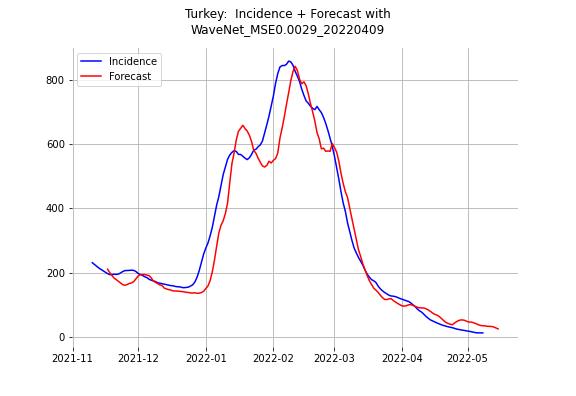 Turkey:  Incidence + Forecast with
WaveNet_MSE0.0029_20220409
Incidence
Forecast
800
600
400
200
0
2021-11 2021-12 2022-01 2022-02 2022-03 2022-04 2022-05